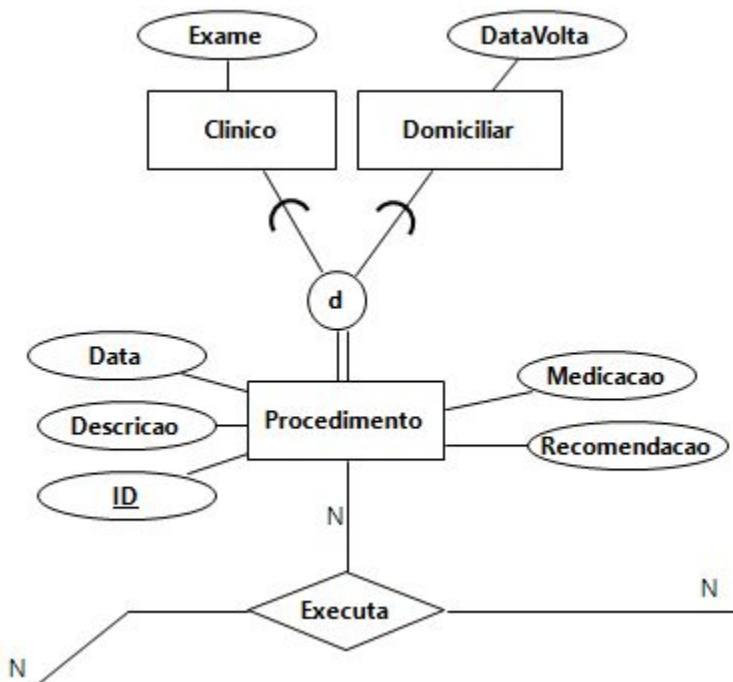 Exame
DataVolta
Clinico
Domiciliar
d
Data
Medicacao
Descricao
Procedimento
Recomendacao
ID
N
Executa
N
N